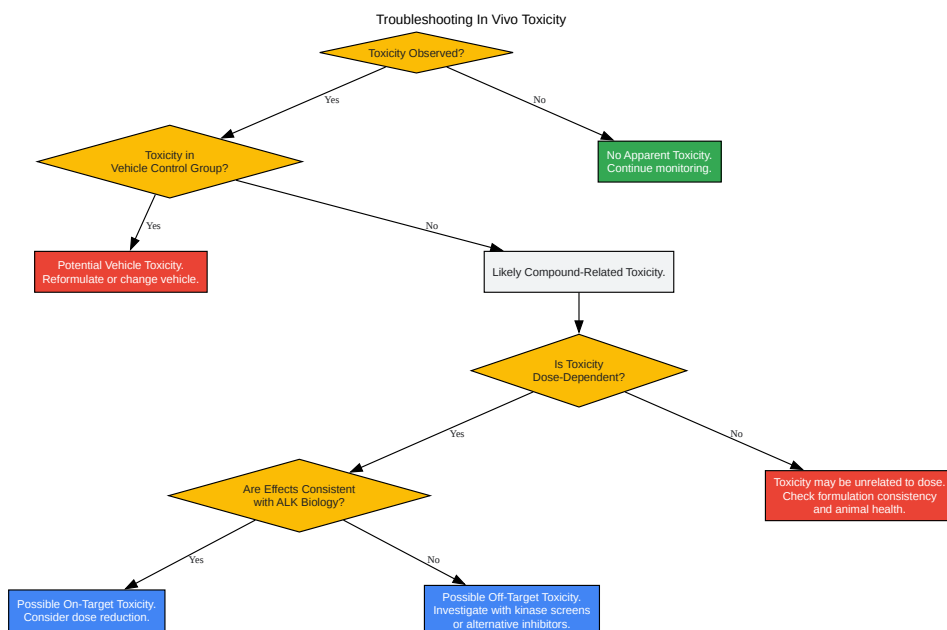 Troubleshooting In Vivo Toxicity
Toxicity Observed?
Yes
No
Toxicity in
Vehicle Control Group?
No Apparent Toxicity.
Continue monitoring.
Yes
No
Potential Vehicle Toxicity.
Reformulate or change vehicle.
Likely Compound-Related Toxicity.
Is Toxicity
Dose-Dependent?
Yes
No
Are Effects Consistent
with ALK Biology?
Toxicity may be unrelated to dose.
Check formulation consistency
and animal health.
Yes
No
Possible On-Target Toxicity.
Consider dose reduction.
Possible Off-Target Toxicity.
Investigate with kinase screens
or alternative inhibitors.